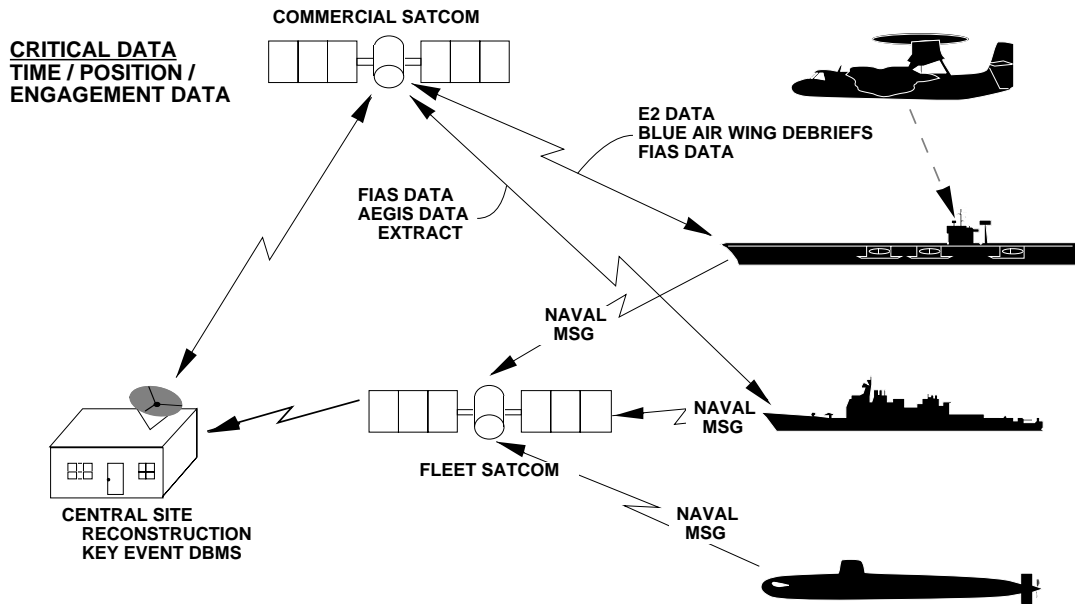 COMMERCIAL SATCOM
CRITICAL DATA
TIME / POSITION /
ENGAGEMENT DATA
E2 DATA
BLUE AIR WING DEBRIEFS
FIAS DATA
FIAS DATA
AEGIS DATA
EXTRACT
NAVAL
MSG
NAVAL
MSG
FLEET SATCOM
CENTRAL SITE
RECONSTRUCTION
KEY EVENT DBMS
NAVAL
MSG